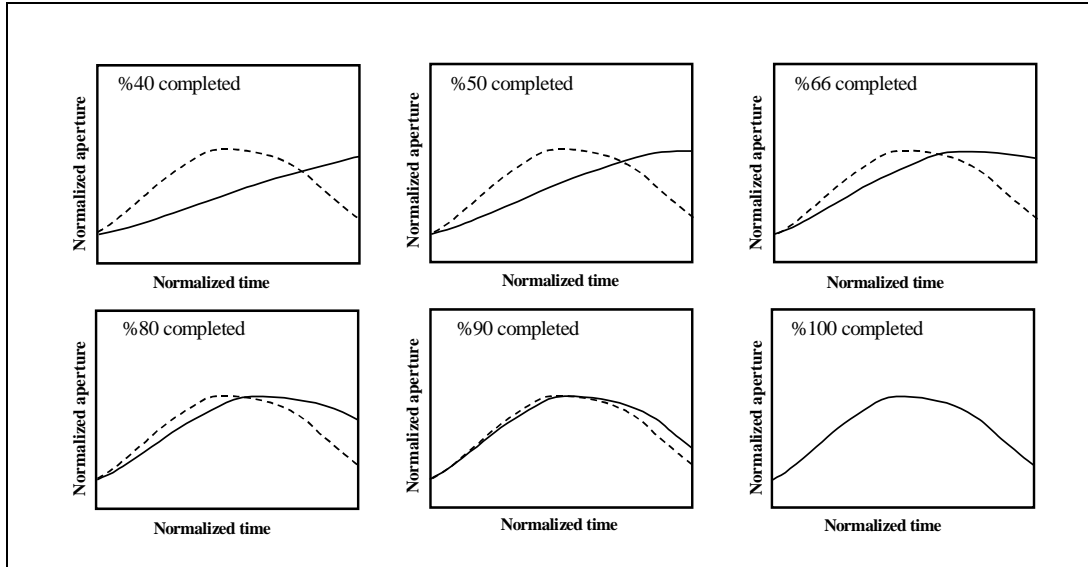 %40 completed
Normalized aperture
Normalized time
%50 completed
Normalized aperture
Normalized time
%66 completed
Normalized aperture
Normalized time
%80 completed
Normalized aperture
Normalized time
%90 completed
Normalized aperture
Normalized time
%100 completed
Normalized aperture
Normalized time